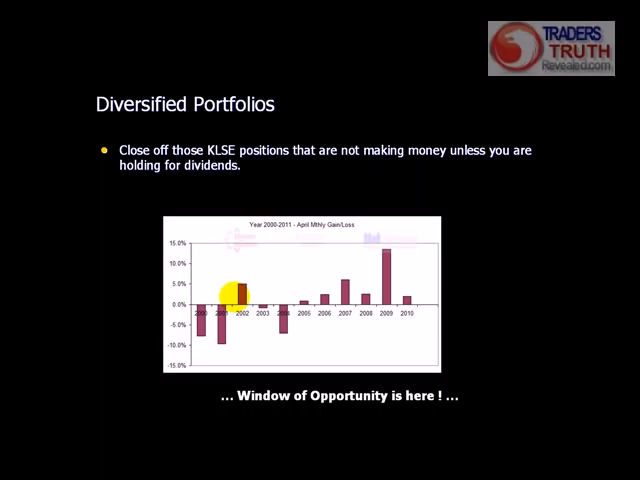 TRADERS
TRUTH
Revealed.com
Diversified Portfolios
Close off those KLSE positions that are not making money unless you are
holding for dividends.
Year 2000-2011 - April Mthly Gain/Loss
15.0%
10.0%
5.0%
0.0%
-5.0%
-10.0%
-15.0%
2000 2001 2002 2003 2004 2005 2006 2007 2008 2009 2010
... Window of Opportunity is here ! ...